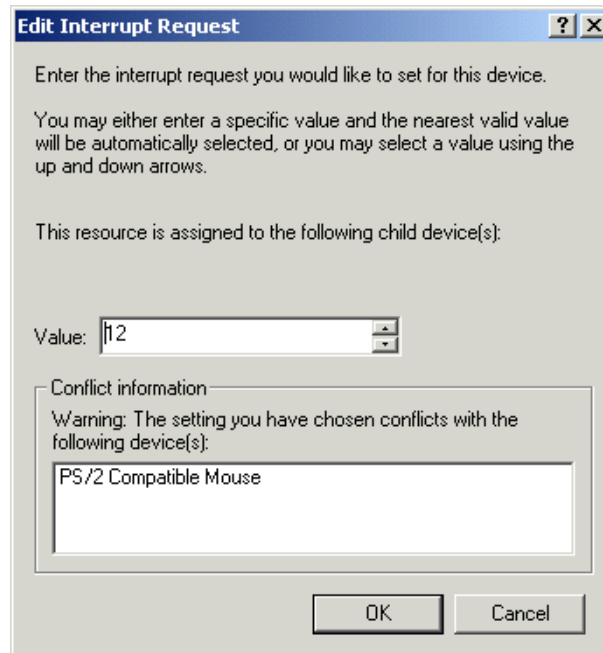 Edit Interrupt Request
Enter the interrupt request you would like to set for this device.
You may either enter a specific value and the nearest valid value
will be automatically selected, or you may select a value using the
up and down arrows.
This resource is assigned to the following child device(s):
Value: 12
Conflict information
Warning: The setting you have chosen conflicts with the
following device(s):
PS/2 Compatible Mouse
OK Cancel